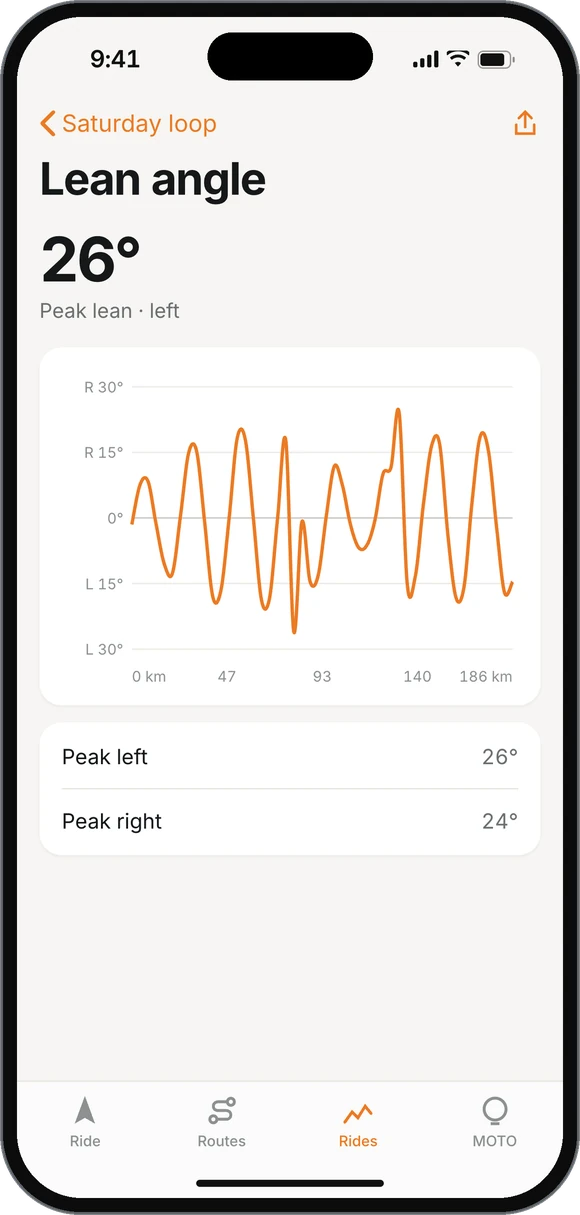 9:41
Saturday loop
Lean angle
26°
Peak lean · left
R 30°
R 15°
0°
L 15°
L 30°
0 km 47 93 140 186 km
Peak left 26°
Peak right 24°
Ride Routes Rides MOTO